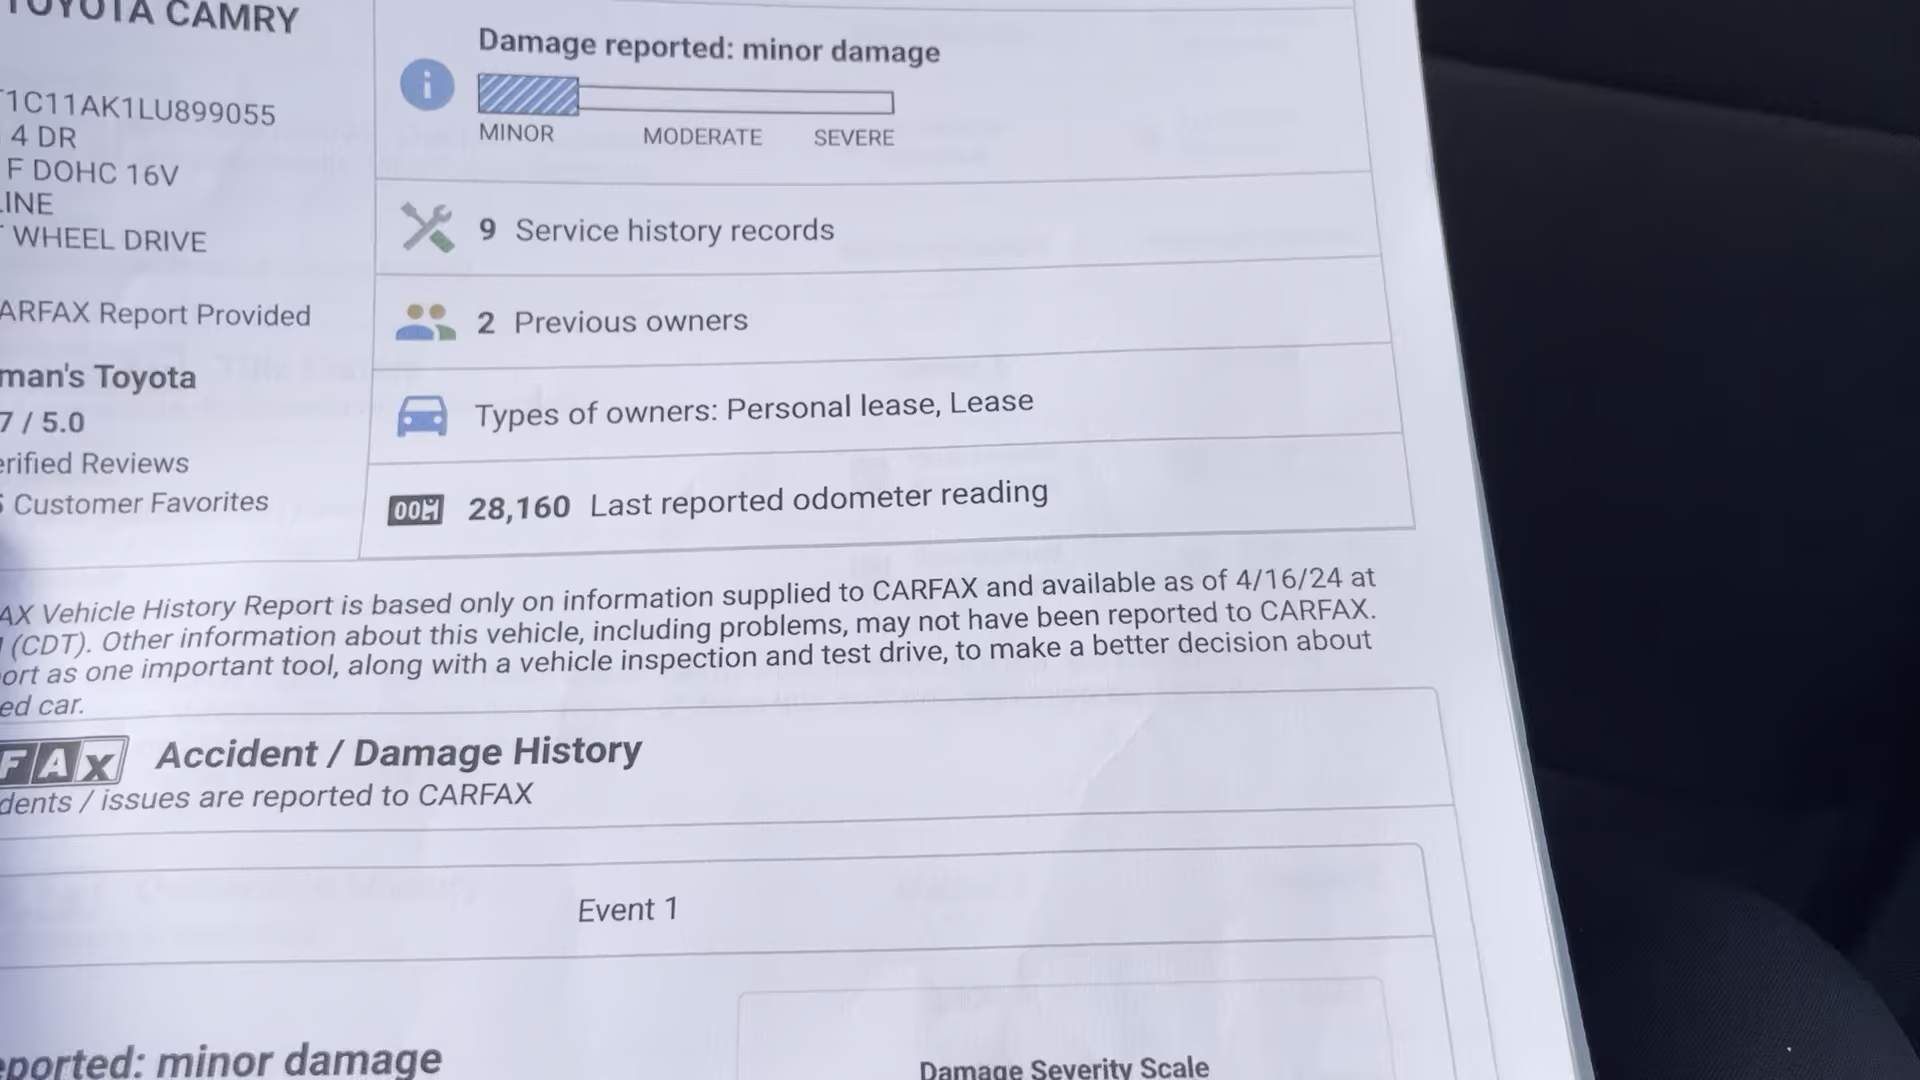 TOYOTA CAMRY
1C11AK1LU899055
4 DR
F DOHC 16V
LINE
WHEEL DRIVE
ARFAX Report Provided
man's Toyota
7 / 5.0
erified Reviews
5 Customer Favorites
Damage reported: minor damage
MINOR MODERATE SEVERE
9 Service history records
2 Previous owners
Types of owners: Personal lease, Lease
28,160 Last reported odometer reading
AX Vehicle History Report is based only on information supplied to CARFAX and available as of 4/16/24 at
(CDT). Other information about this vehicle, including problems, may not have been reported to CARFAX.
ort as one important tool, along with a vehicle inspection and test drive, to make a better decision about
ed car.
FAX Accident / Damage History
dents / issues are reported to CARFAX
Event 1
eported: minor damage
Damage Severity Scale